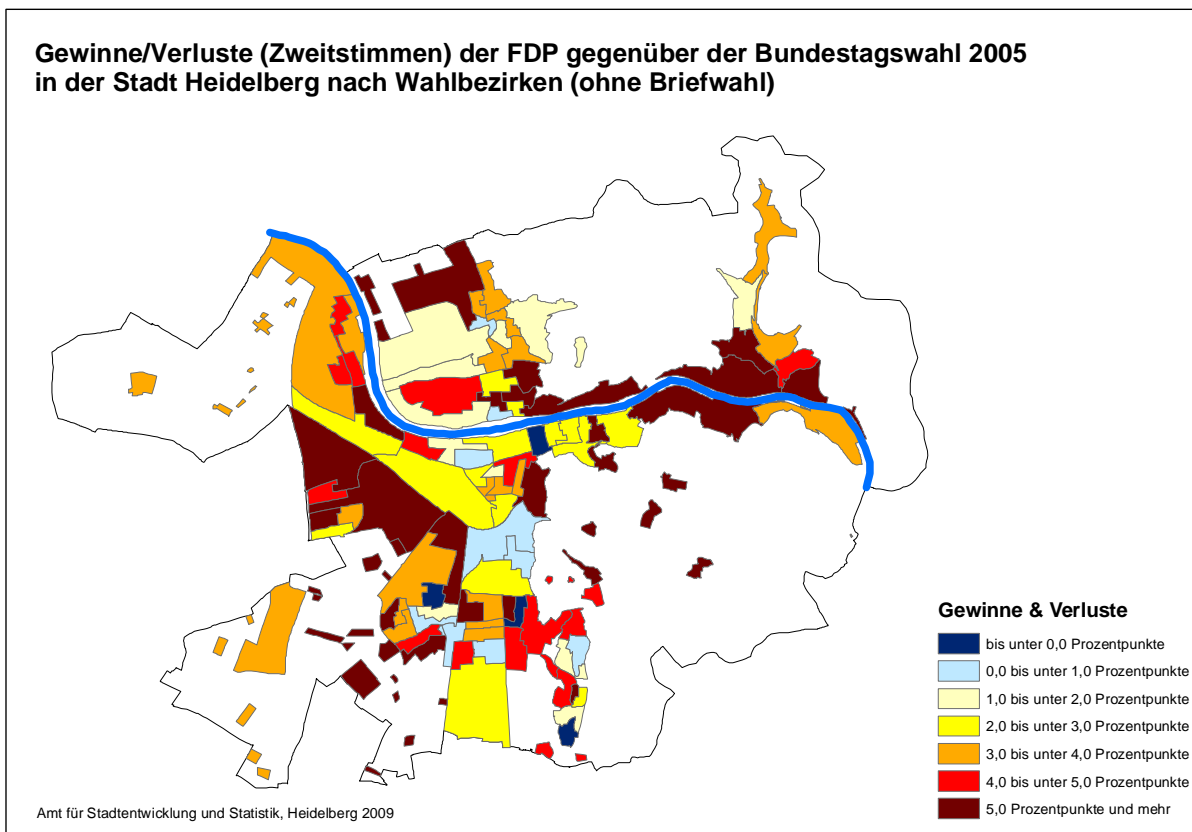 Gewinne/Verluste (Zweitstimmen) der FDP gegenüber der Bundestagswahl 2005
in der Stadt Heidelberg nach Wahlbezirken (ohne Briefwahl)
Gewinne & Verluste
bis unter 0,0 Prozentpunkte
0,0 bis unter 1,0 Prozentpunkte
1,0 bis unter 2,0 Prozentpunkte
2,0 bis unter 3,0 Prozentpunkte
3,0 bis unter 4,0 Prozentpunkte
4,0 bis unter 5,0 Prozentpunkte
5,0 Prozentpunkte und mehr
Amt für Stadtentwicklung und Statistik, Heidelberg 2009